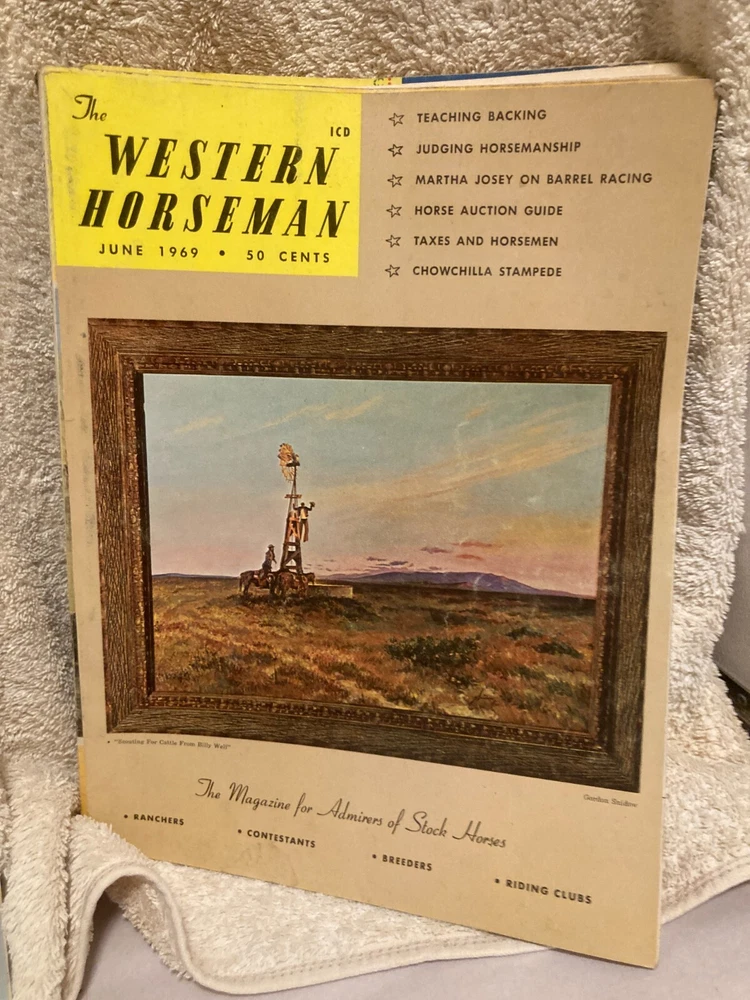 The
ICD
WESTERN
HORSEMAN
JUNE 1969 • 50 CENTS
☆ TEACHING BACKING
☆ JUDGING HORSEMANSHIP
☆ MARTHA JOSEY ON BARREL RACING
☆ HORSE AUCTION GUIDE
☆ TAXES AND HORSEMEN
☆ CHOWCHILLA STAMPEDE
• "Scouting For Cattle From Billy Well"
Gordon Snidow
The Magazine for Admirers of Stock Horses
• RANCHERS • CONTESTANTS • BREEDERS • RIDING CLUBS